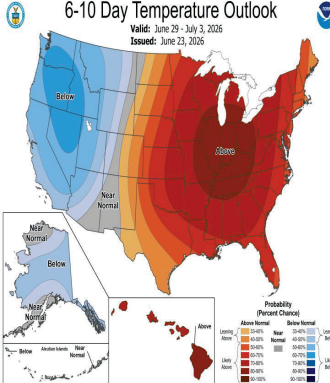 6-10 Day Temperature Outlook
Valid: June 29 - July 3, 2026
Issued: June 23, 2026
Below
Above
Near
Normal
Near
Normal
Below
Near
Normal
Below
Aleutian Islands
Near
Normal
Above
Probability
(Percent Chance)
Above Normal
Below Normal
Leaning
Above
Likely
Above
Near
Normal
33-40%
40-50%
50-60%
60-70%
70-80%
80-90%
90-100%
33-40%
40-50%
50-60%
60-70%
70-80%
80-90%
90-100%